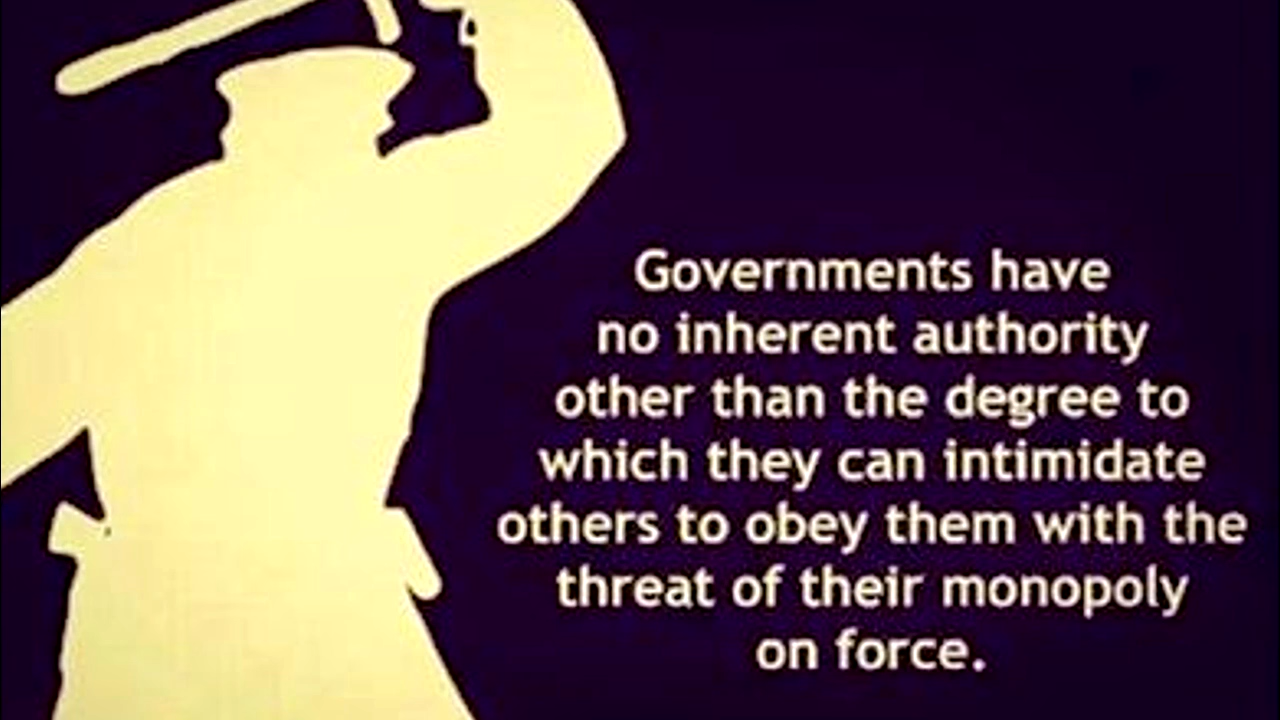 Governments have
no inherent authority
other than the degree to
which they can intimidate
others to obey them with the
threat of their monopoly
on force.